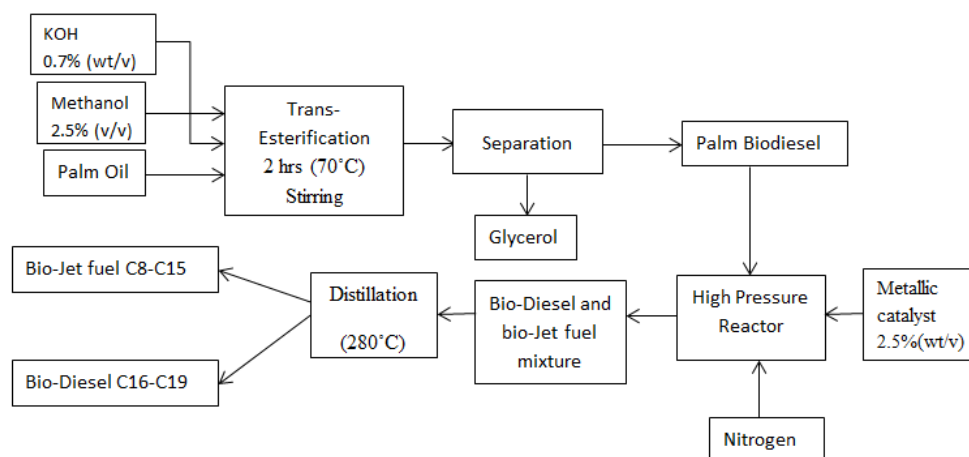 KOH
0.7% (wt/v)
Methanol
2.5% (v/v)
Palm Oil
Trans-
Esterification
2 hrs (70˚C)
Stirring
Separation
Palm Biodiesel
Glycerol
Bio-Jet fuel C8-C15
Distillation
(280˚C)
Bio-Diesel and
bio-Jet fuel
mixture
High Pressure
Reactor
Metallic
catalyst
2.5%(wt/v)
Bio-Diesel C16-C19
Nitrogen